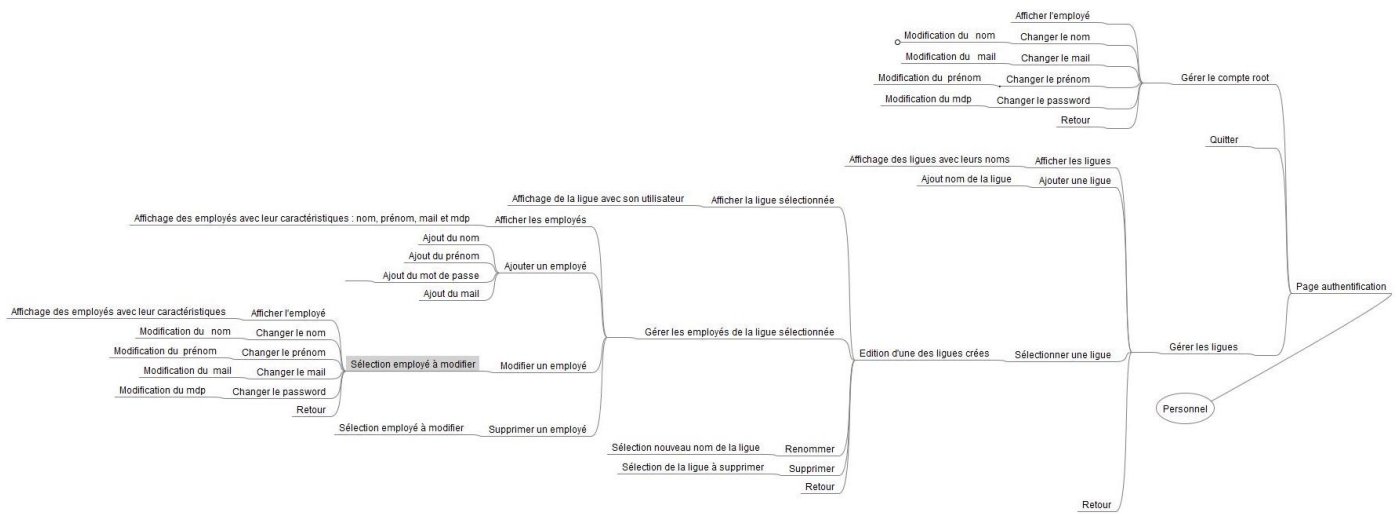 Afficher l'employé
Modification du nom Changer le nom
Modification du mail Changer le mail
Modification du prénom Changer le prénom
Gérer le compte root
Modification du mdp Changer le password
Retour
Quitter
Affichage des ligues avec leurs noms Afficher les ligues
Ajout nom de la ligue Ajouter une ligue
Affichage de la ligue avec son utilisateur Afficher la ligue sélectionnée
Affichage des employés avec leur caractéristiques : nom, prénom, mail et mdp Afficher les employés
Ajout du nom
Ajout du prénom
Ajouter un employé
Ajout du mot de passe
Ajout du mail
Page authentification
Affichage des employés avec leur caractéristiques Afficher l'employé
Modification du nom Changer le nom
Gérer les employés de la ligue sélectionnée
Modification du prénom Changer le prénom
Edition d'une des ligues crées Sélectionner une ligue Gérer les ligues
Sélection employé à modifier Modifier un employé
Modification du mail Changer le mail
Modification du mdp Changer le password
Retour
Personnel
Sélection employé à modifier Supprimer un employé
Sélection nouveau nom de la ligue Renommer
Sélection de la ligue à supprimer Supprimer
Retour
Retour